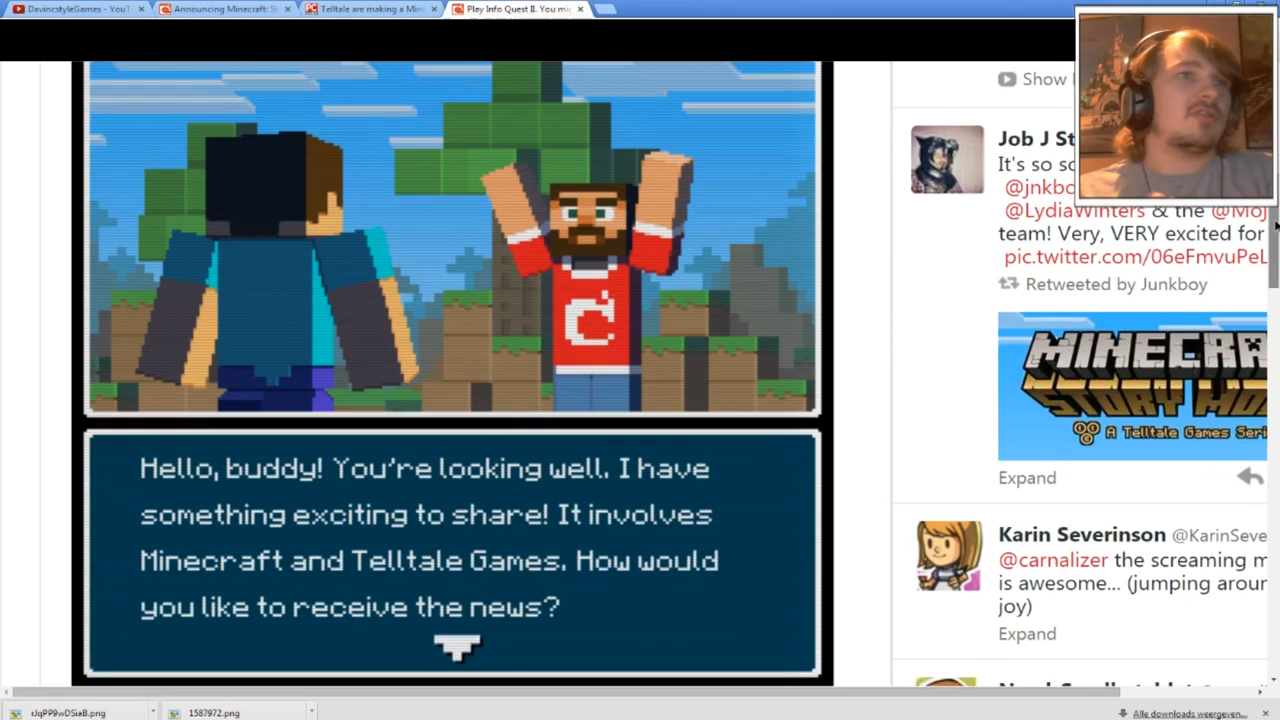 DavincstyleGames - YouT
Announcing Minecraft: St
Telltale are making a Min
Play Info Quest II. You mi
Hello, buddy! You're looking well. I have
something exciting to share! It involves
Minecraft and Telltale Games. How would
you like to receive the news?
Show
Job J St
It's so so
@jnkbo
@LydiaWinters & the @Moj
team! Very, VERY excited for
pic.twitter.com/06eFmvuPeL
Retweeted by Junkboy
MINECRA
STORY MO
A Telltale Games Seri
Expand
Karin Severinson @KarinSeve
@carnalizer the screaming m
is awesome... (jumping aroun
joy)
Expand
rJqPP9wDSiaB.png
1587972.png
Alle downloads weergeven...